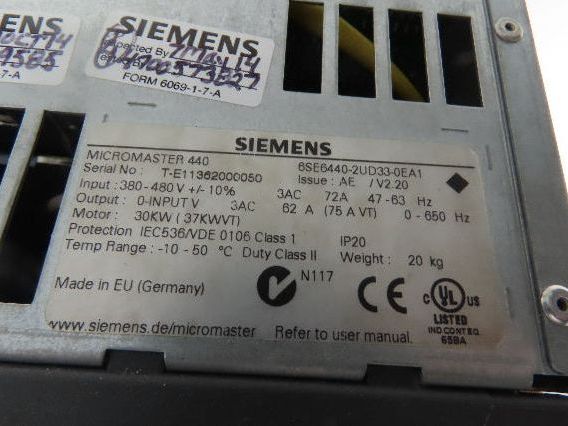 SIEMENS
FORM 6069-1-7-A
7-A
SIEMENS
MICROMASTER 440 6SE6440-2UD33-0EA1
Serial No : T-E11362000050 Issue : AE / V2.20
Input : 380-480V +/- 10% 3AC 72A 47-63 Hz
Output : 0-INPUT V 3AC 62 A (75 A VT) 0-650 Hz
Motor : 30KW ( 37KWVT)
Protection IEC536/VDE 0106 Class 1 IP20
Temp Range : -10 - 50 °C Duty Class II Weight : 20 kg
Made in EU (Germany) N117 CE C UL US
LISTED
IND.CONT.EQ.
www.siemens.de/micromaster Refer to user manual. 65BA